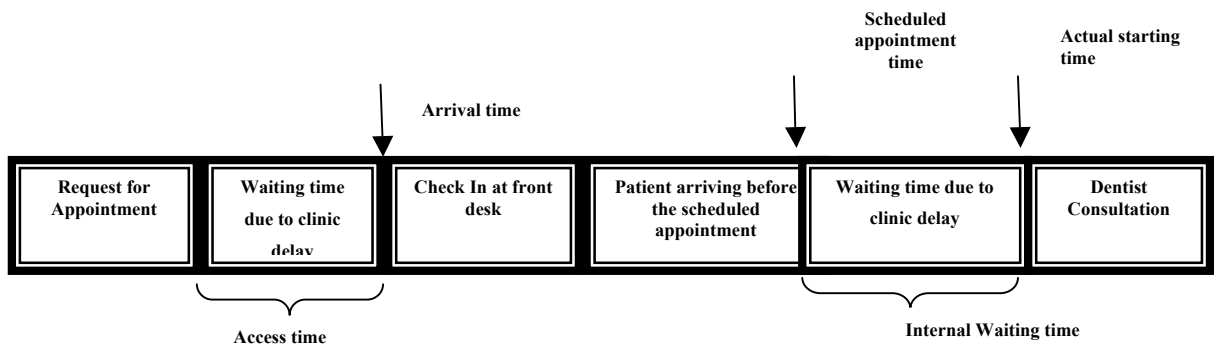 Scheduled
appointment
time
Actual starting
time
Arrival time
Request for
Appointment
Waiting time
due to clinic
delay
Check In at front
desk
Patient arriving before
the scheduled
appointment
Waiting time due to
clinic delay
Dentist
Consultation
Access time
Internal Waiting time